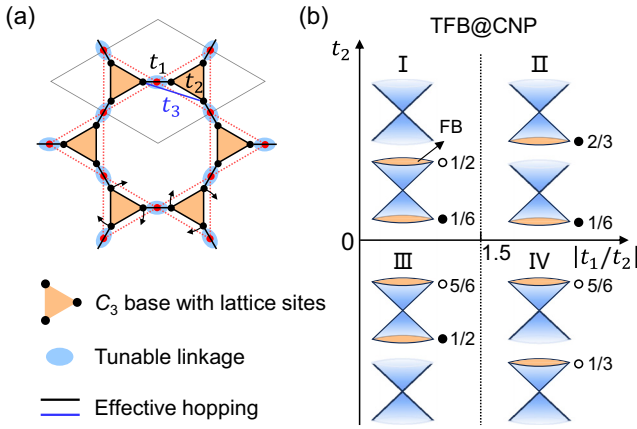 (a)
t₁
t₂
t₃
C₃ base with lattice sites
Tunable linkage
Effective hopping
(b)
TFB@CNP
t₂
I
II
FB
1/2
1/6
2/3
1/6
0
1.5
|t₁/t₂|
III
IV
5/6
1/2
5/6
1/3